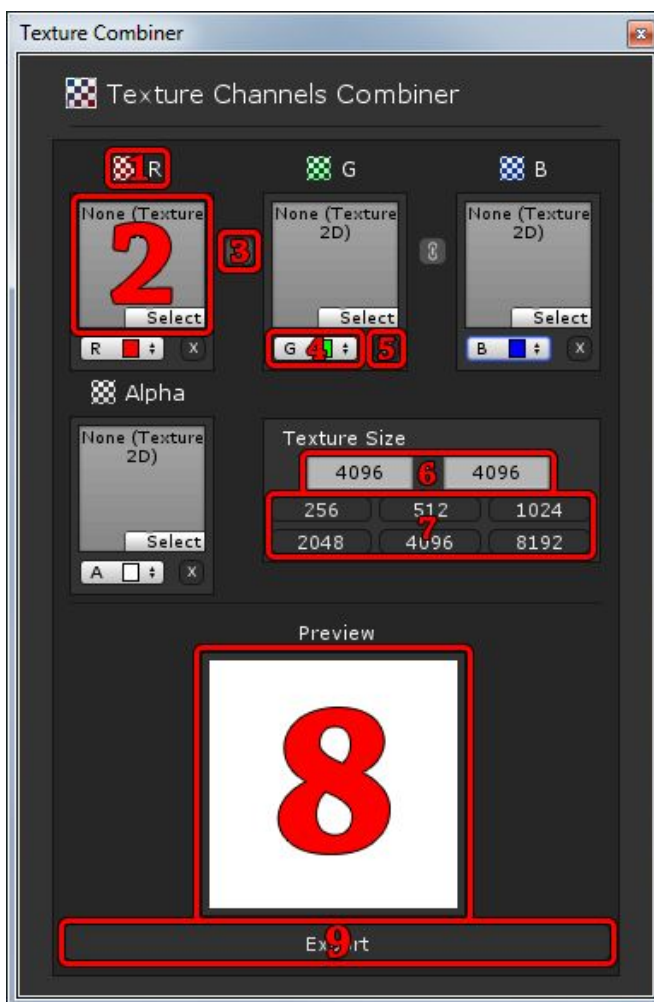 Texture Combiner
x
Texture Channels Combiner
1 R
G
B
None (Texture
None (Texture
2D)
None (Texture
2D)
2
3
Select
Select
Select
R
x
G
4
5
B
x
Alpha
None (Texture
2D)
Select
A
x
Texture Size
4096
6
4096
256
512
1024
7
2048
4096
8192
Preview
8
Export
9